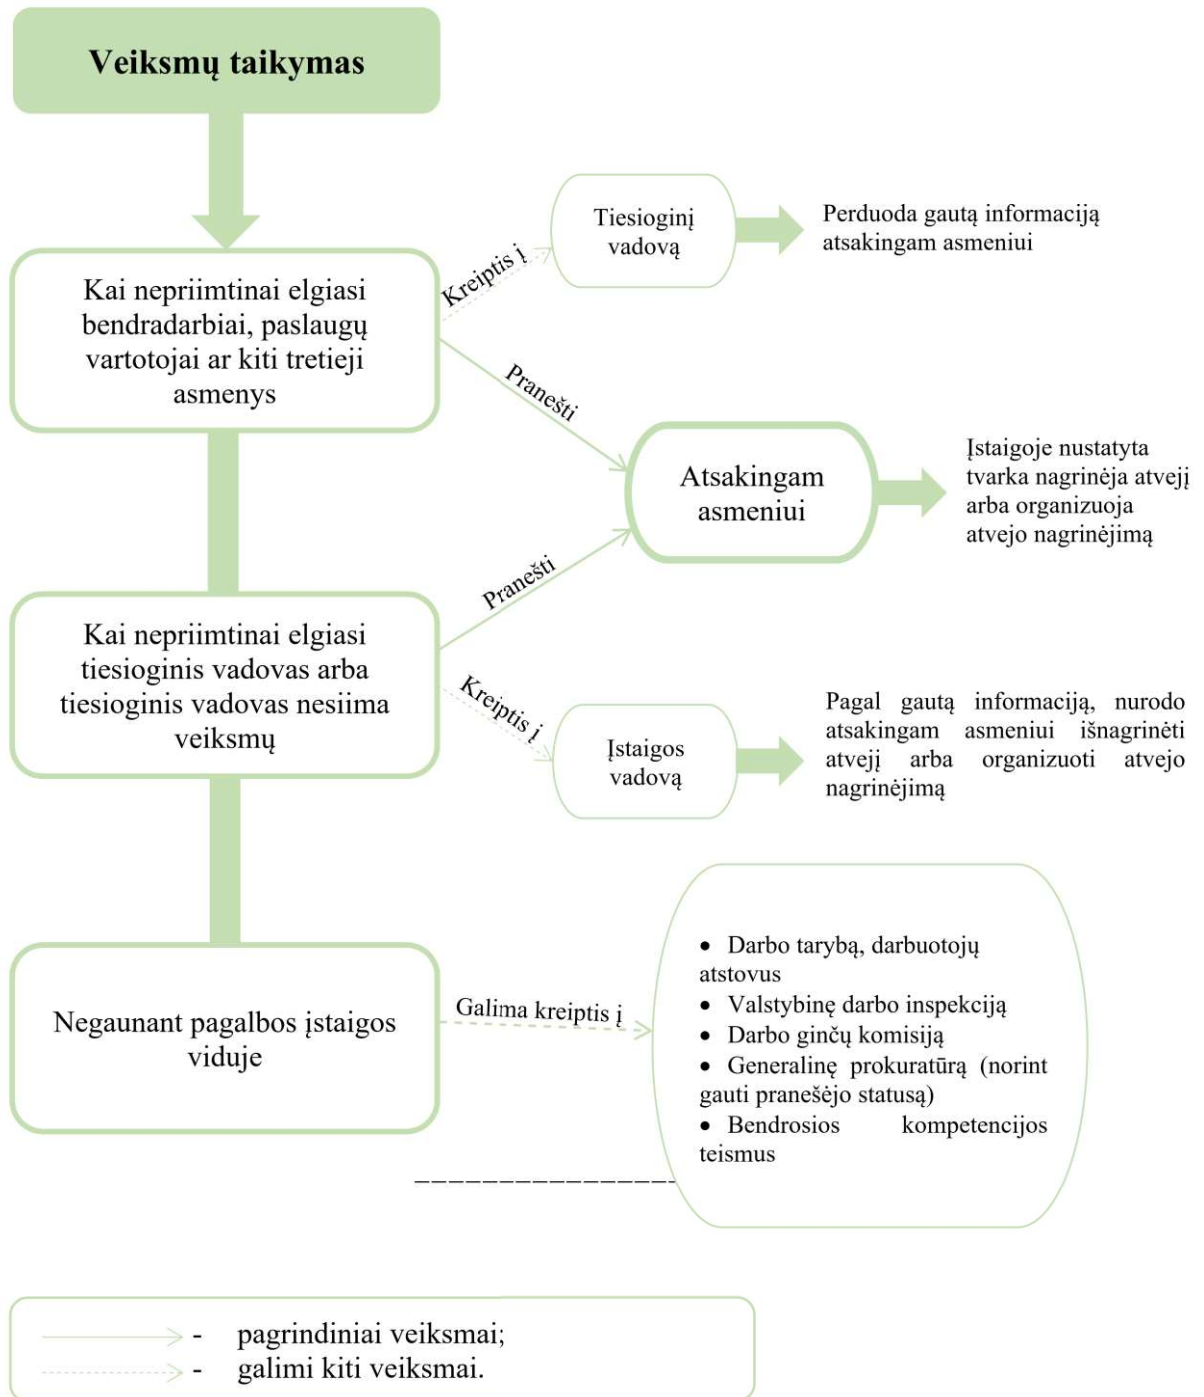 Veiksmų taikymas
Kai nepriimtinai elgiasi
bendradarbiai, paslaugų
vartotojai ar kiti tretieji
asmenys
Kreiptis į
Tiesioginį
vadovą
Perduoda gautą informaciją
atsakingam asmeniui
Pranešti
Atsakingam
asmeniui
Įstaigoje nustatyta
tvarka nagrinėja atvejį
arba organizuoja
atvejo nagrinėjimą
Pranešti
Kai nepriimtinai elgiasi
tiesioginis vadovas arba
tiesioginis vadovas nesiima
veiksmų
Kreiptis į
Įstaigos
vadovą
Pagal gautą informaciją, nurodo
atsakingam asmeniui išnagrinėti
atvejį arba organizuoti atvejo
nagrinėjimą
Negaunant pagalbos įstaigos
viduje
Galima kreiptis į
• Darbo tarybą, darbuotojų
atstovus
• Valstybinę darbo inspekciją
• Darbo ginčų komisiją
• Generalinę prokuratūrą (norint
gauti pranešėjo statusą)
• Bendrosios kompetencijos
teismus
- pagrindiniai veiksmai;
- galimi kiti veiksmai.